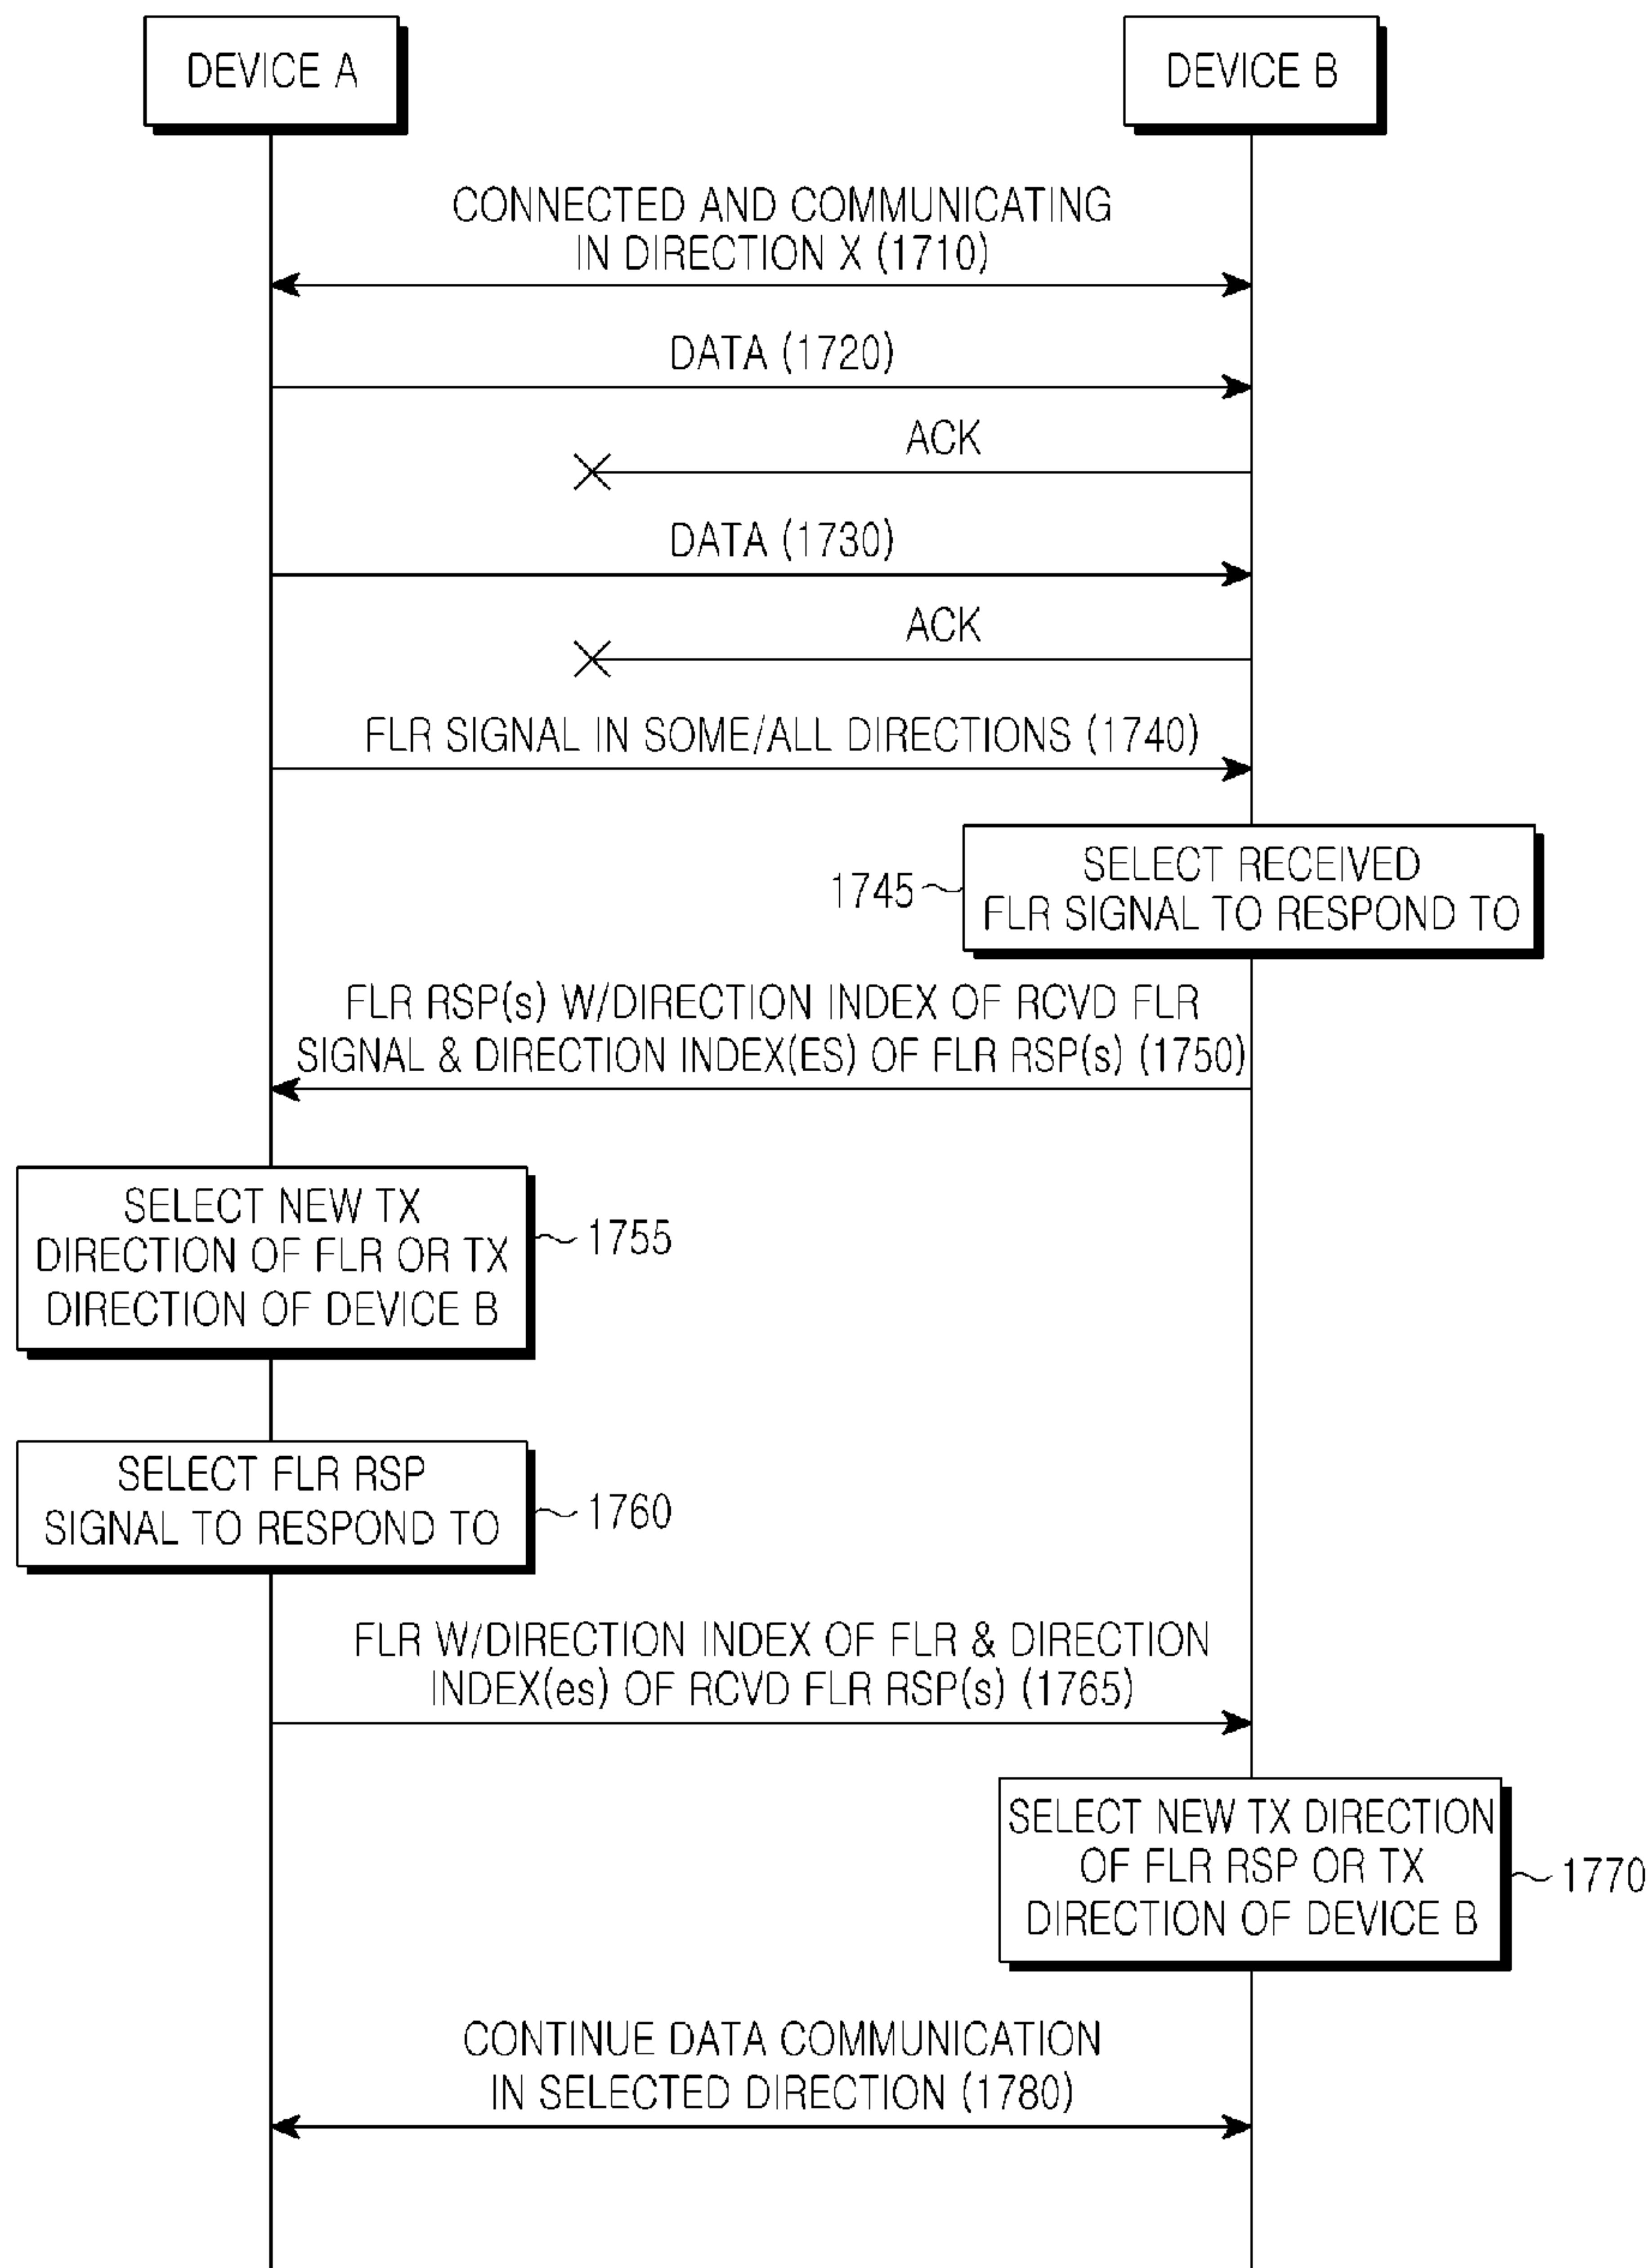 DEVICE A
DEVICE B
CONNECTED AND COMMUNICATING
IN DIRECTION X (1710)
DATA (1720)
ACK
DATA (1730)
ACK
FLR SIGNAL IN SOME/ALL DIRECTIONS (1740)
SELECT RECEIVED
FLR SIGNAL TO RESPOND TO
1745
FLR RSP(s) W/DIRECTION INDEX OF RCVD FLR
SIGNAL & DIRECTION INDEX(ES) OF FLR RSP(s) (1750)
SELECT NEW TX
DIRECTION OF FLR OR TX
DIRECTION OF DEVICE B
1755
SELECT FLR RSP
SIGNAL TO RESPOND TO
1760
FLR W/DIRECTION INDEX OF FLR & DIRECTION
INDEX(es) OF RCVD FLR RSP(s) (1765)
SELECT NEW TX DIRECTION
OF FLR RSP OR TX
DIRECTION OF DEVICE B
1770
CONTINUE DATA COMMUNICATION
IN SELECTED DIRECTION (1780)